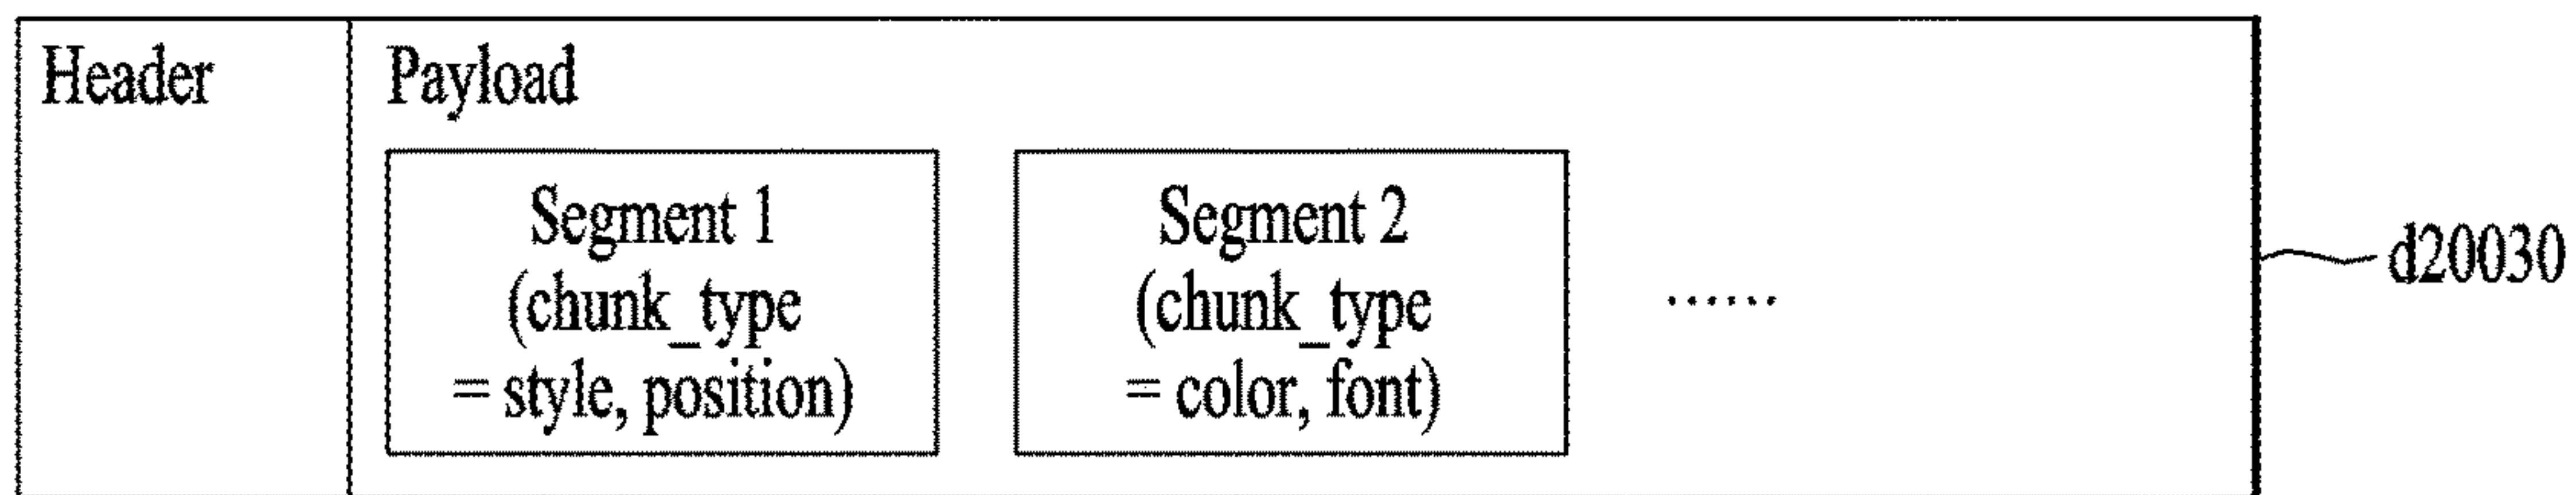 Header
Payload
Segment 1
(chunk_type
= style, position)
Segment 2
(chunk_type
= color, font)
......
d20030